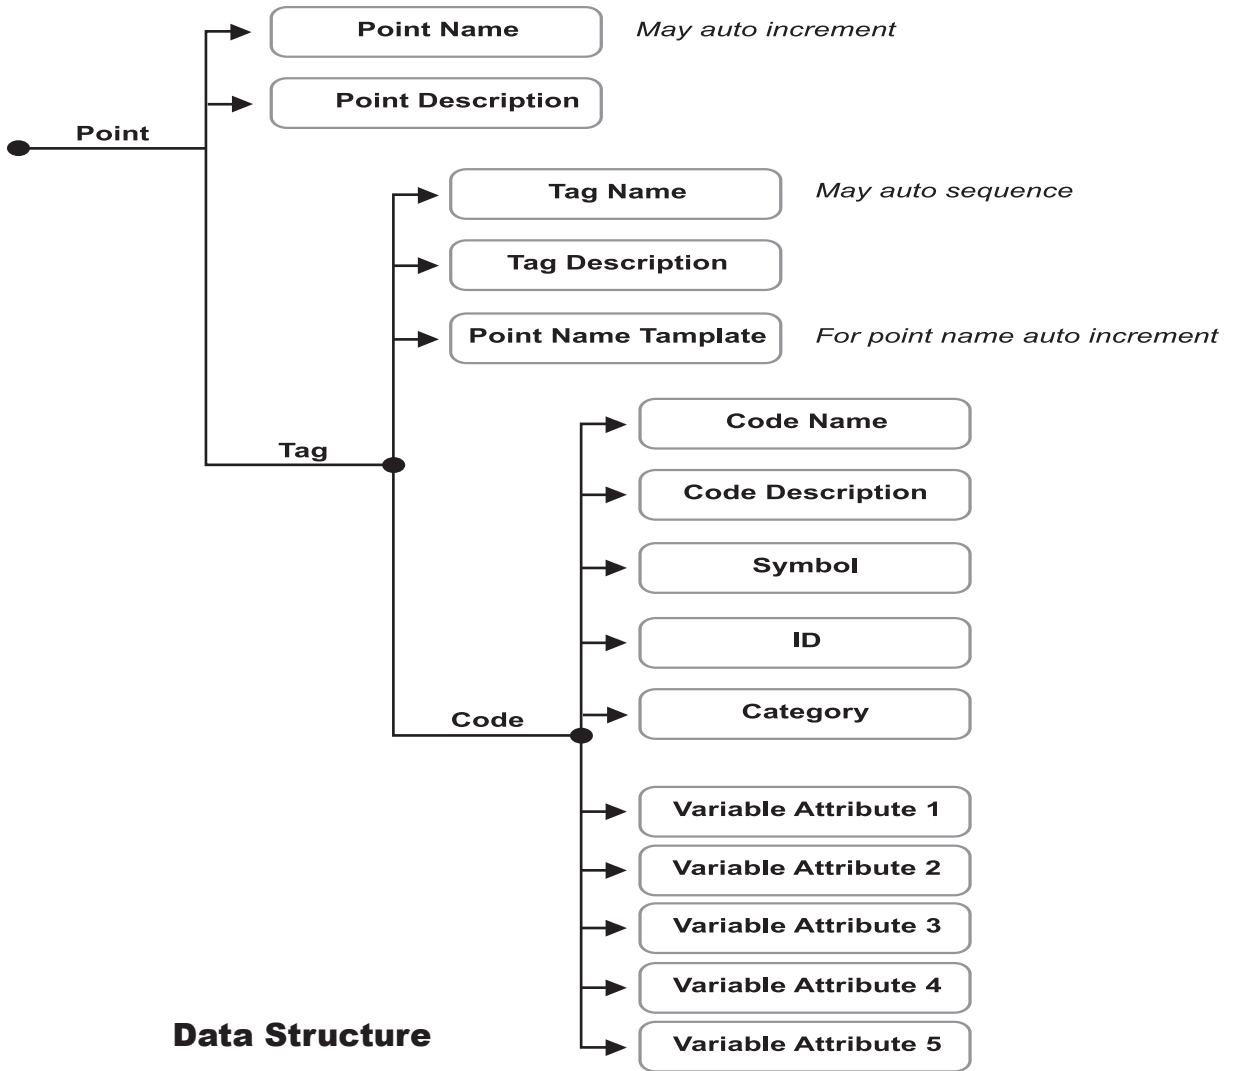 Point Name May auto increment
Point Description
Point
Tag Name May auto sequence
Tag Description
Point Name Tamplate For point name auto increment
Code Name
Tag
Code Description
Symbol
ID
Category
Code
Variable Attribute 1
Variable Attribute 2
Variable Attribute 3
Variable Attribute 4
Data Structure
Variable Attribute 5